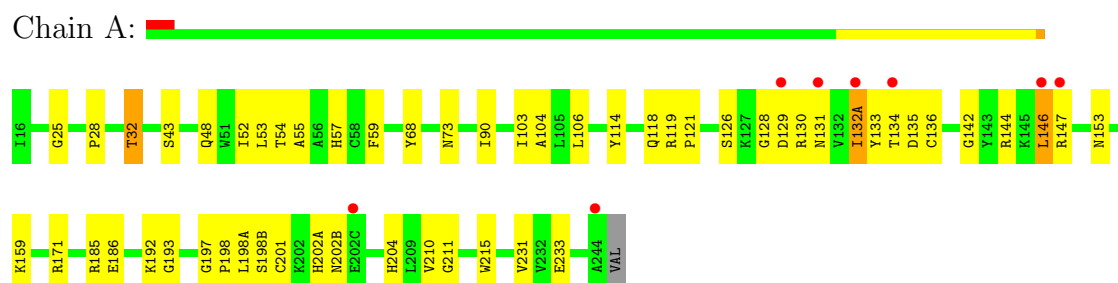 Chain A:
I16 G25 P28 T32 S43 Q48 W51 I52 L53 T54 A55 A56 H57 C58 F59 Y68 N73 I90 I103 A104 L105 L106 Y114 Q118 R119 P121 S126 K127 G128 D129 R130 N131 V132 I132A Y133 T134 D135 C136 G142 Y143 R144 K145 L146 R147 N153
K159 R171 R185 E186 K192 G193 G197 P198 L198A S198B C201 K202 H202A N202B E202C H204 L209 V210 G211 W215 V231 V232 E233 A244 VAL